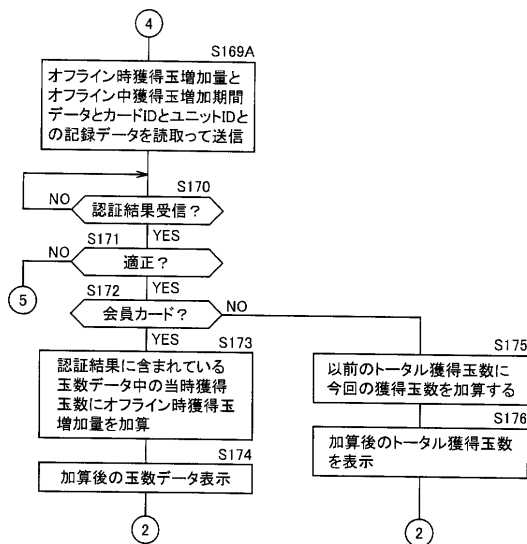 4
S169A
オフライン時獲得玉増加量と
オフライン中獲得玉増加期間
データとカードIDとユニットIDと
の記録データを読取って送信
S170
NO
認証結果受信？
YES
S171
NO
適正？
5
YES
S172
会員カード？
NO
YES
S173
認証結果に含まれている
玉数データ中の当時獲得
玉数にオフライン時獲得玉
増加量を加算
S174
加算後の玉数データ表示
2
S175
以前のトータル獲得玉数に
今回の獲得玉数を加算する
S176
加算後のトータル獲得玉数
を表示
2